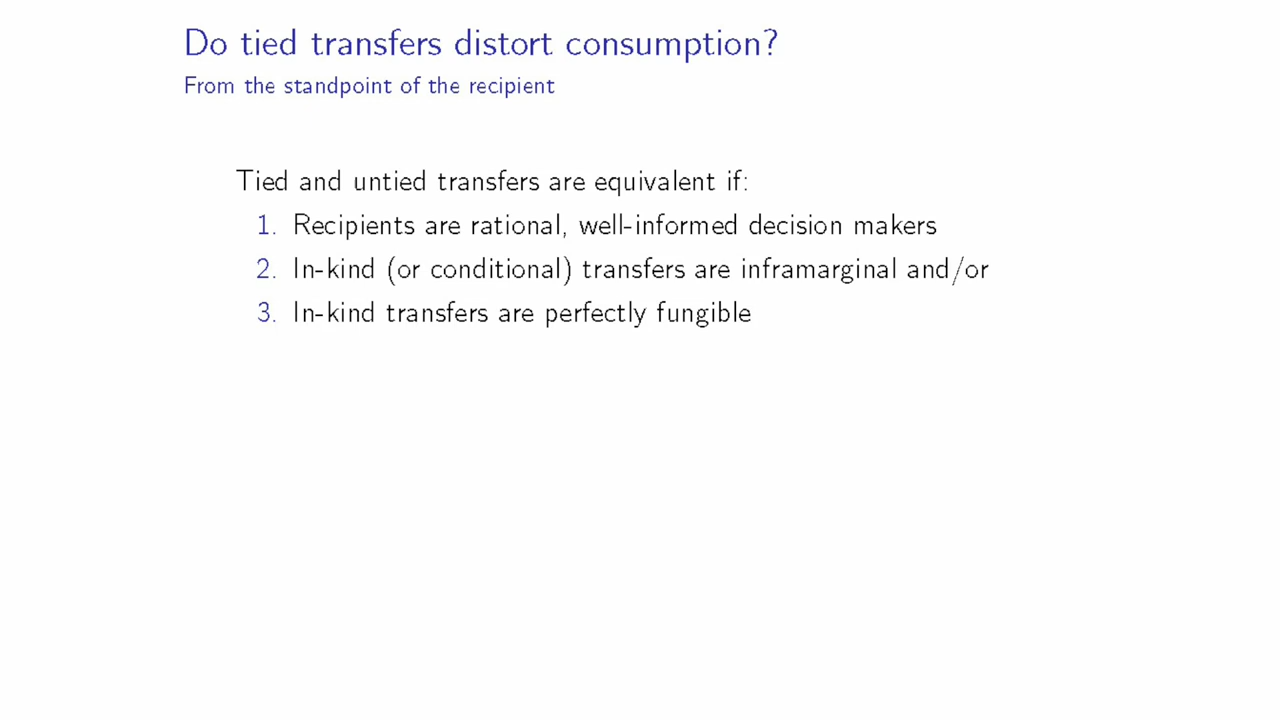 Do tied transfers distort consumption?
From the standpoint of the recipient
Tied and untied transfers are equivalent if:
1. Recipients are rational, well-informed decision makers
2. In-kind (or conditional) transfers are inframarginal and/or
3. In-kind transfers are perfectly fungible